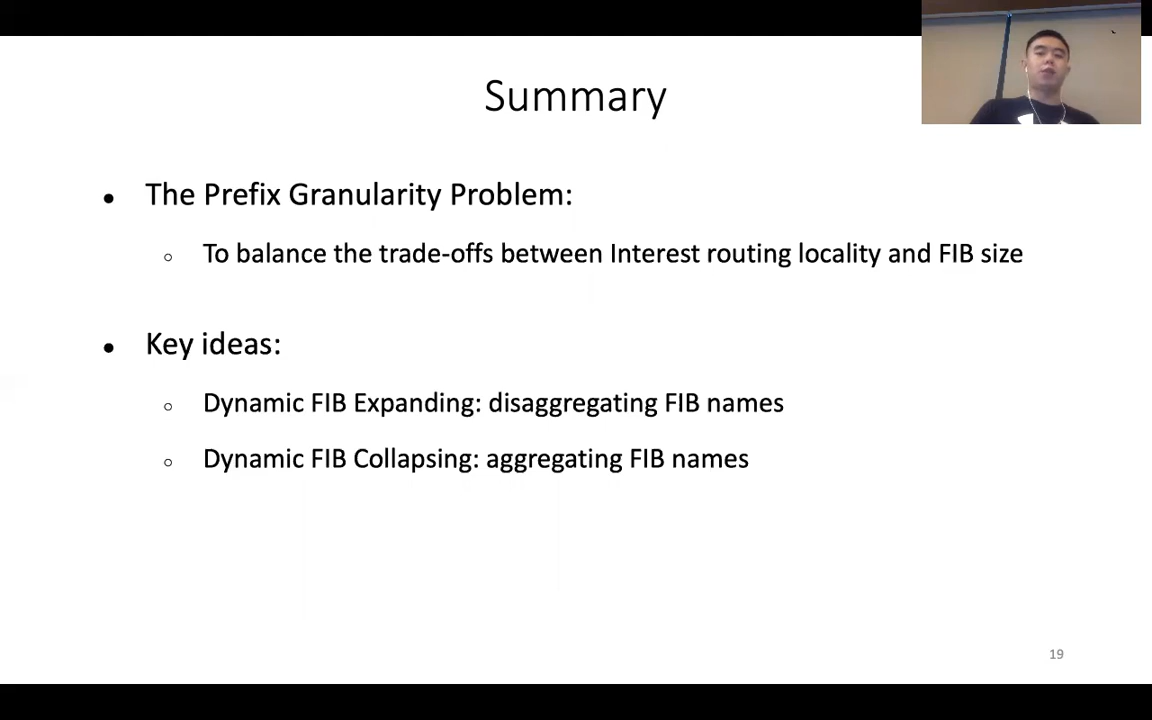 Summary
• The Prefix Granularity Problem:
○ To balance the trade-offs between Interest routing locality and FIB size
• Key ideas:
○ Dynamic FIB Expanding: disaggregating FIB names
○ Dynamic FIB Collapsing: aggregating FIB names
19